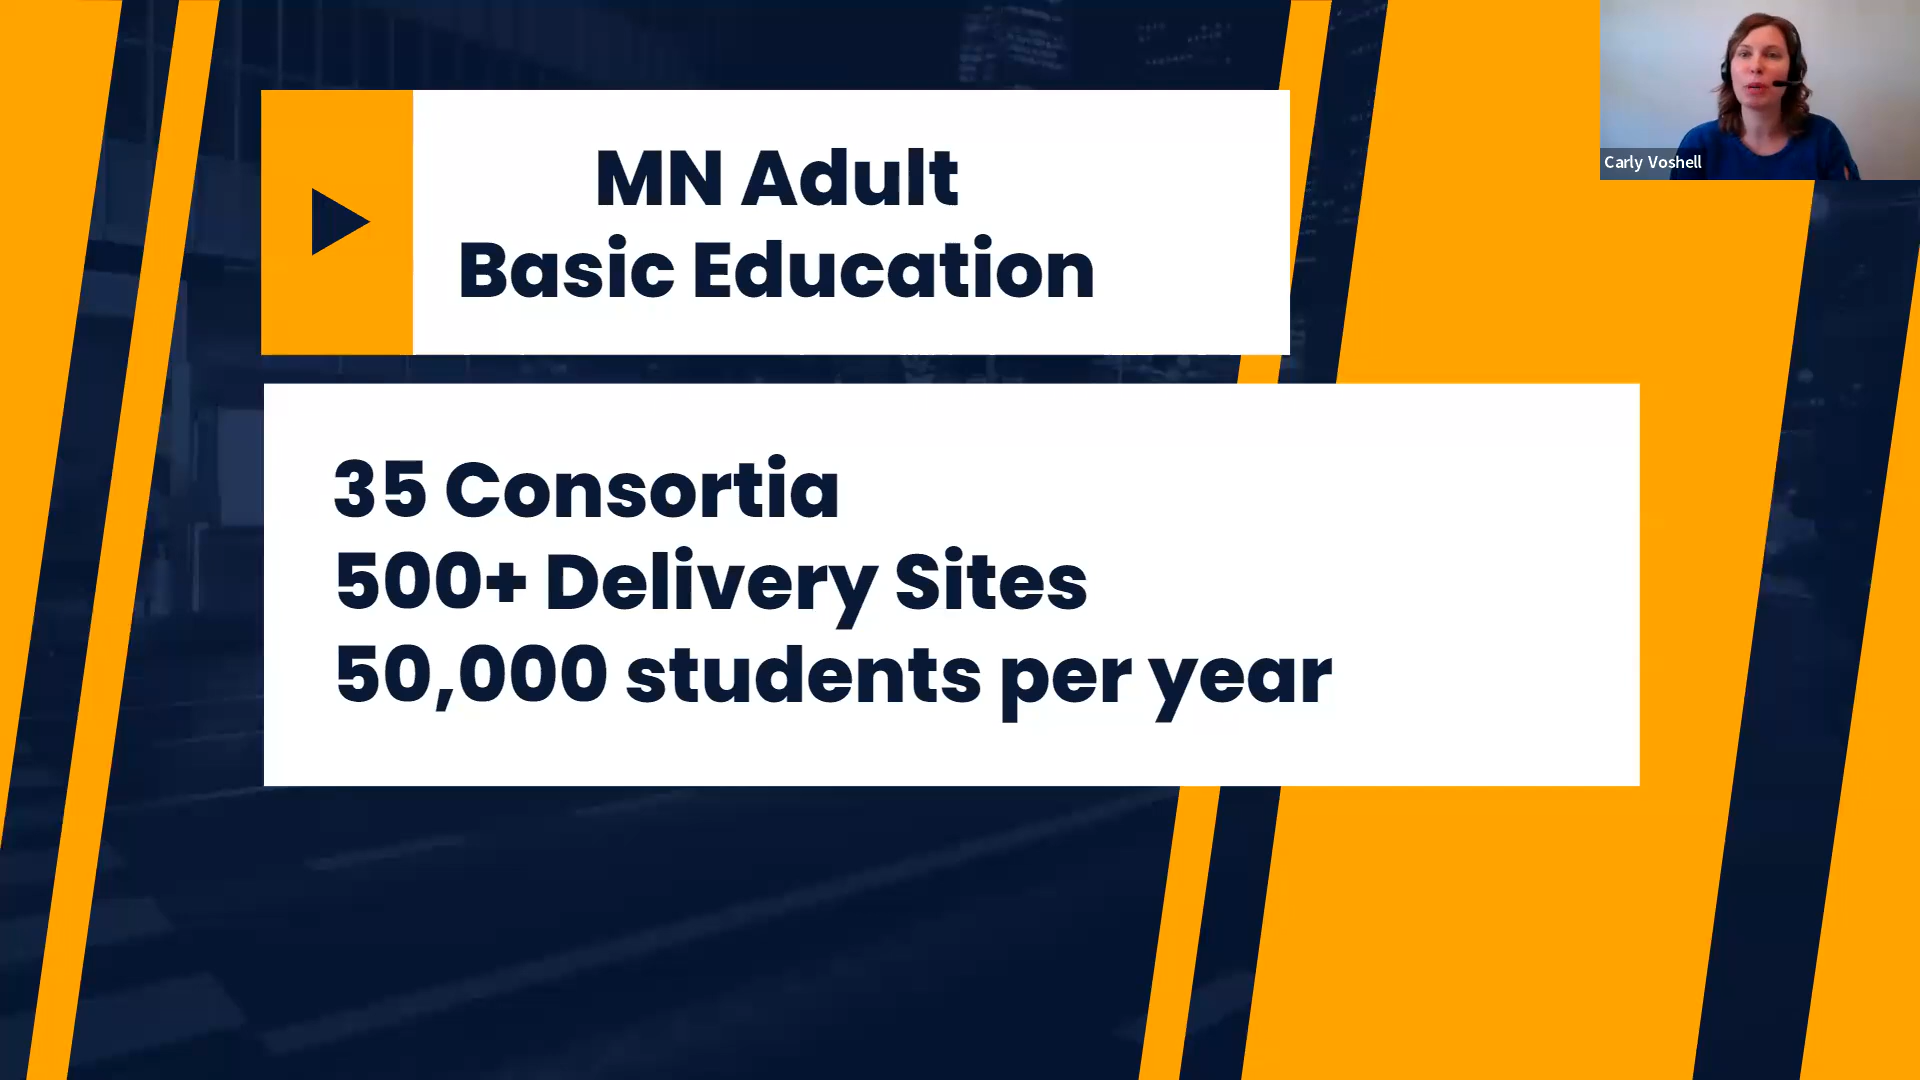 MN Adult
Basic Education
35 Consortia
500+ Delivery Sites
50,000 students per year
Carly Voshell